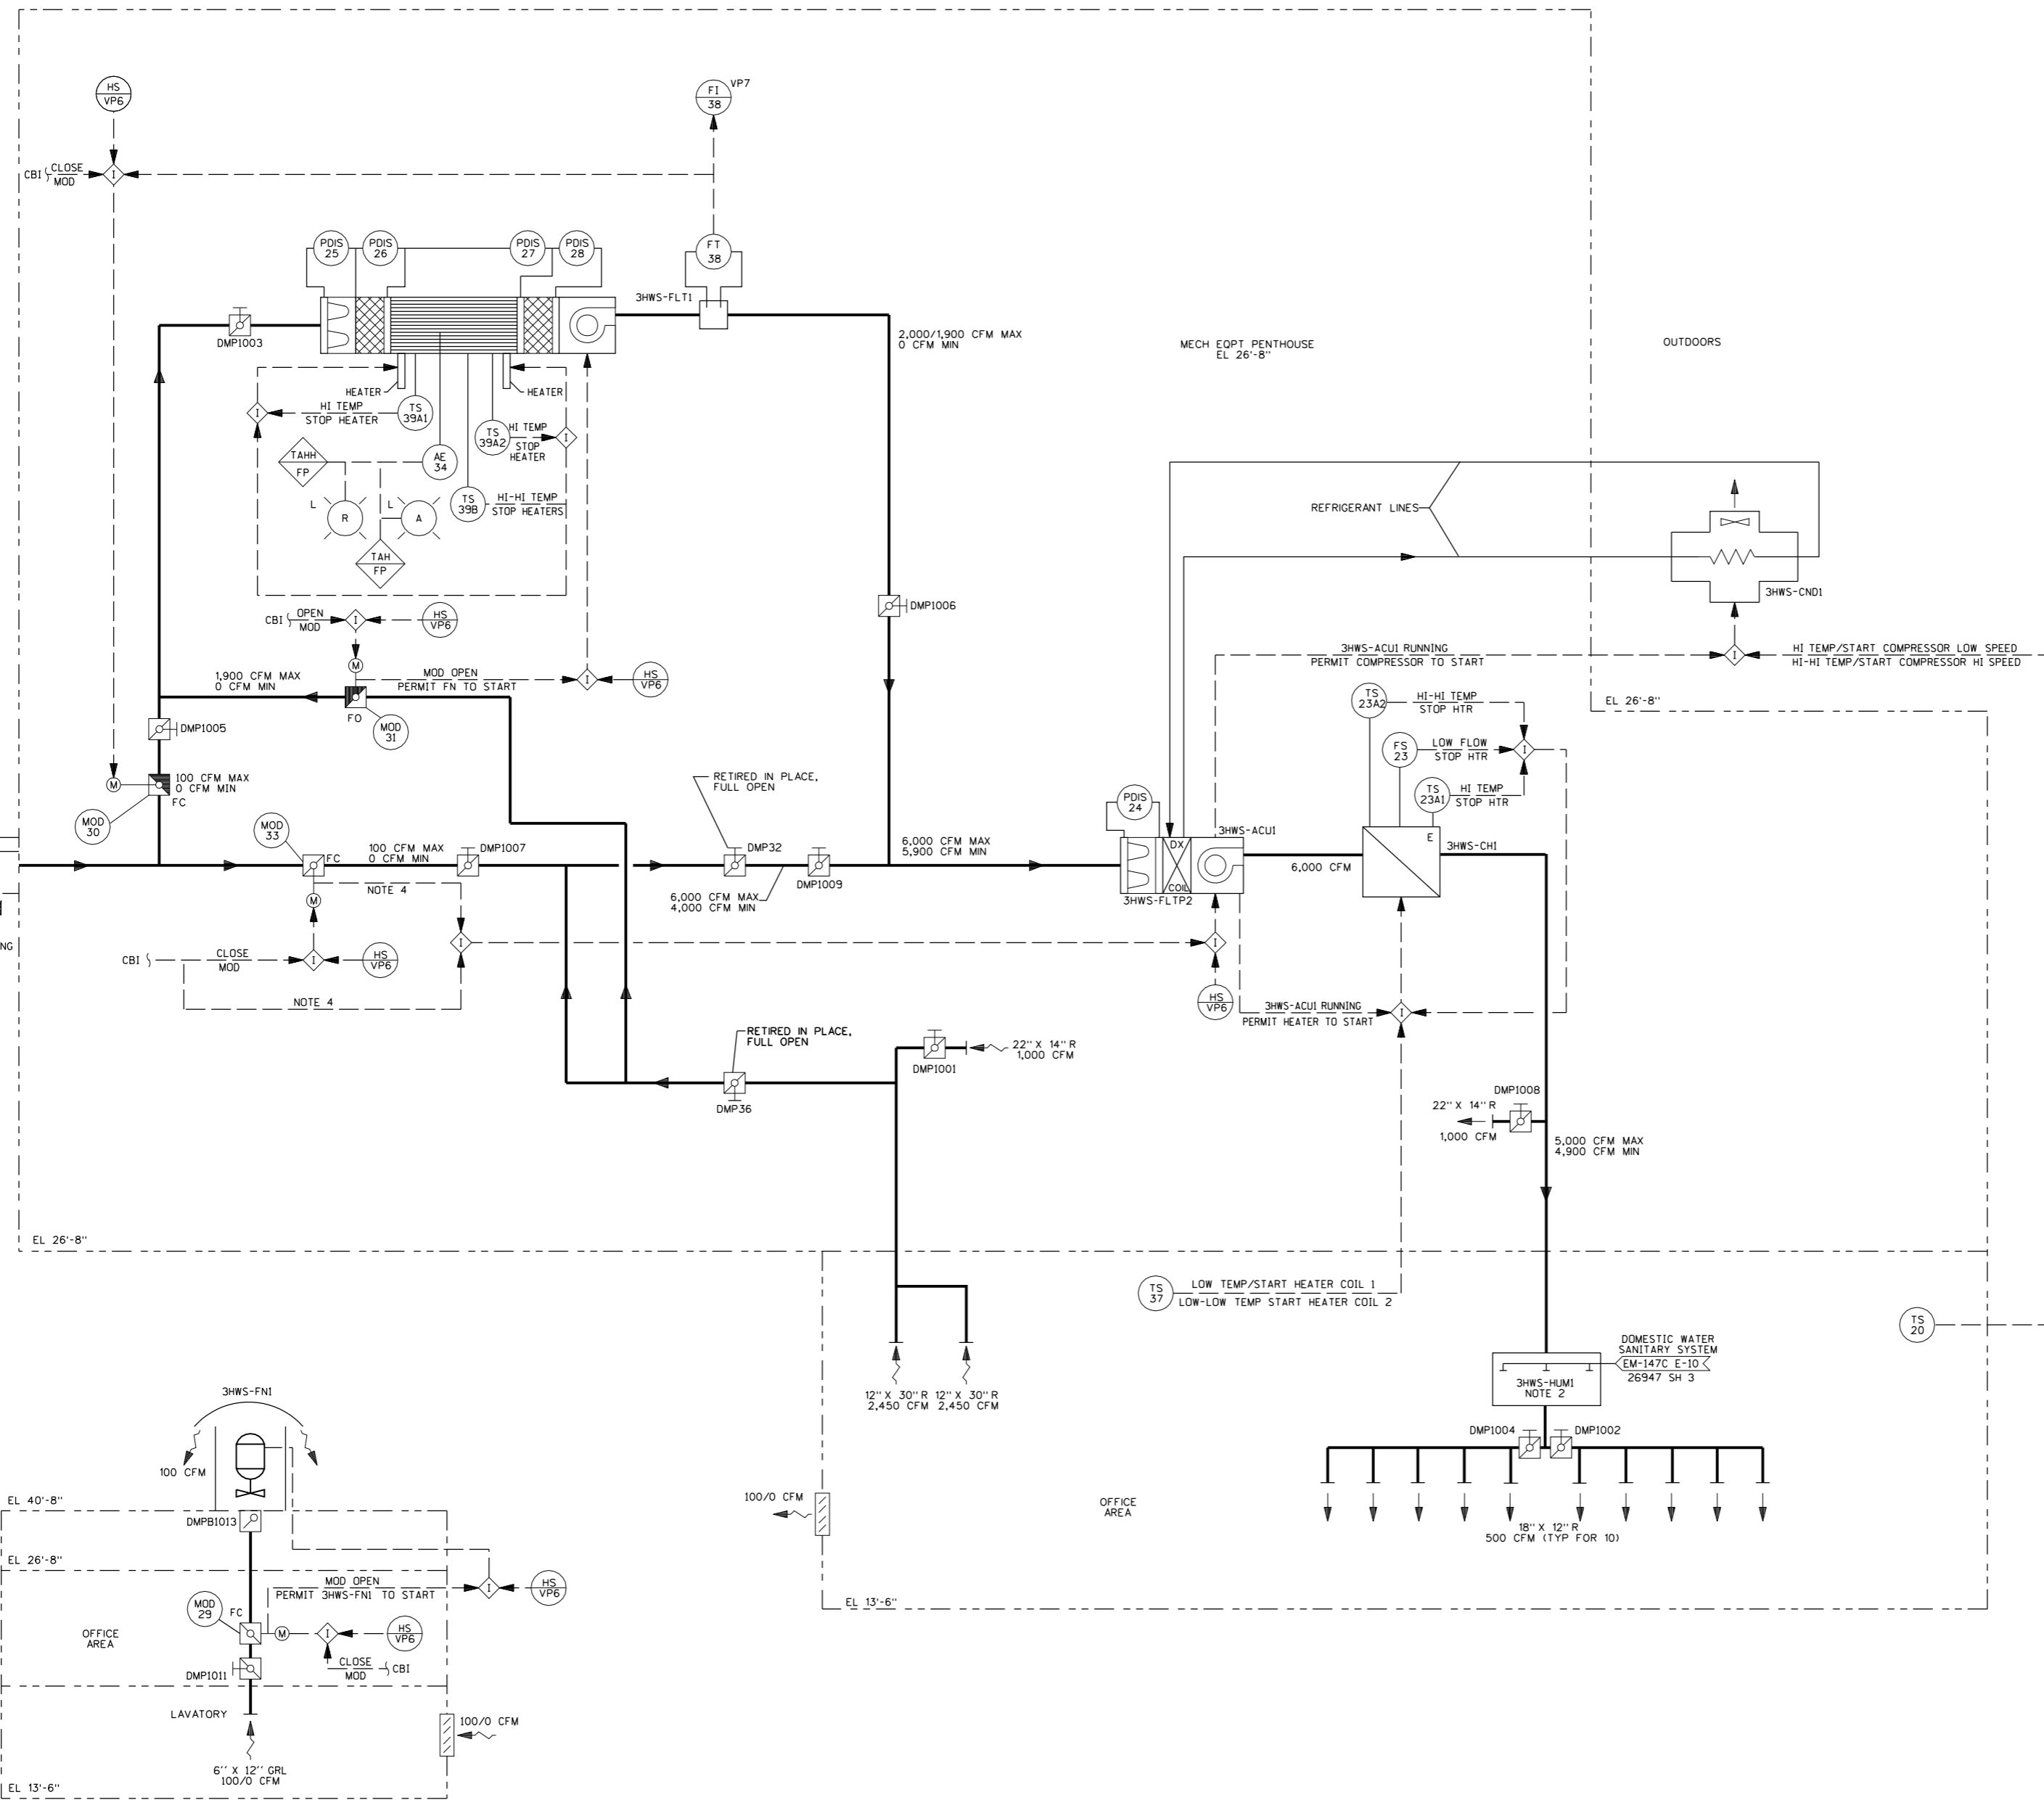 HS
VP6
FI
38
VP7
CBI
CLOSE
MOD
PDIS
25
PDIS
26
PDIS
27
PDIS
28
FT
38
3HWS-FLT1
DMP1003
2,000/1,900 CFM MAX
0 CFM MIN
MECH EQPT PENTHOUSE
EL 26'-8"
OUTDOORS
HEATER
HEATER
HI TEMP
STOP HEATER
I
TS
39A1
TS
39A2
HI TEMP
STOP
HEATER
I
TAHH
FP
AE
34
TS
39B
HI-HI TEMP
STOP HEATERS
L
R
L
A
TAH
FP
REFRIGERANT LINES
3HWS-CND1
CBI
OPEN
MOD
I
HS
VP6
DMP1006
M
1,900 CFM MAX
0 CFM MIN
MOD OPEN
PERMIT FN TO START
I
HS
VP6
FO
MOD
31
3HWS-ACU1 RUNNING
PERMIT COMPRESSOR TO START
I
HI TEMP/START COMPRESSOR LOW SPEED
HI-HI TEMP/START COMPRESSOR HI SPEED
DMP1005
TS
23A2
HI-HI TEMP
STOP HTR
EL 26'-8"
FS
23
LOW FLOW
STOP HTR
I
M
100 CFM MAX
0 CFM MIN
FC
MOD
30
RETIRED IN PLACE,
FULL OPEN
TS
23A1
HI TEMP
STOP HTR
PDIS
24
MOD
33
FC
100 CFM MAX
0 CFM MIN
DMP1007
DMP32
DMP1009
6,000 CFM MAX
5,900 CFM MIN
6,000 CFM MAX
4,000 CFM MIN
3HWS-ACU1
DX
COIL
3HWS-FLTP2
6,000 CFM
E
3HWS-CH1
NOTE 4
M
NG
CBI
CLOSE
MOD
I
HS
VP6
I
I
NOTE 4
HS
VP6
3HWS-ACU1 RUNNING
PERMIT HEATER TO START
I
RETIRED IN PLACE,
FULL OPEN
DMP36
DMP1001
22" X 14" R
1,000 CFM
DMP1008
22" X 14" R
1,000 CFM
5,000 CFM MAX
4,900 CFM MIN
EL 26'-8"
TS
37
LOW TEMP/START HEATER COIL 1
LOW-LOW TEMP START HEATER COIL 2
TS
20
12" X 30" R
2,450 CFM
12" X 30" R
2,450 CFM
DOMESTIC WATER
SANITARY SYSTEM
EM-147C E-10
26947 SH 3
3HWS-HUM1
NOTE 2
DMP1004
DMP1002
3HWS-FN1
100 CFM
EL 40'-8"
DMPB1013
100/0 CFM
OFFICE
AREA
18" X 12" R
500 CFM (TYP FOR 10)
EL 26'-8"
MOD OPEN
PERMIT 3HWS-FN1 TO START
I
HS
VP6
EL 13'-6"
MOD
29
FC
M
I
HS
VP6
OFFICE
AREA
CLOSE
MOD
CBI
DMP1011
LAVATORY
100/0 CFM
6'' X 12'' GRL
100/0 CFM
EL 13'-6"